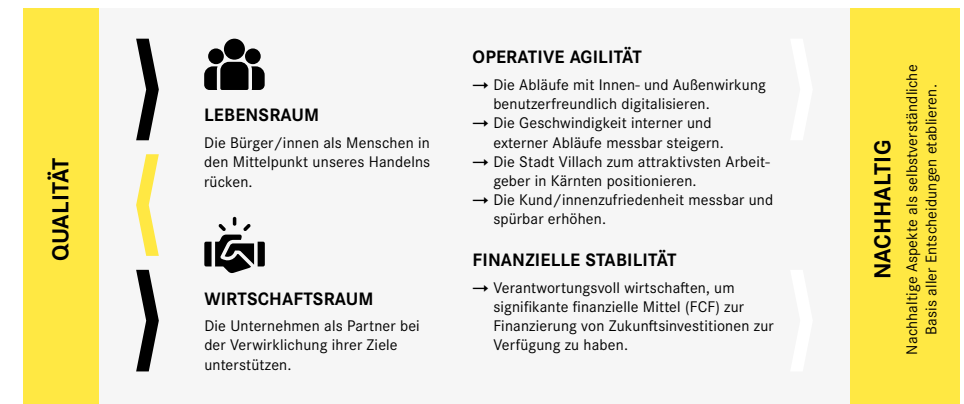 QUALITÄT
LEBENSRAUM
Die Bürger/innen als Menschen in
den Mittelpunkt unseres Handelns
rücken.
WIRTSCHAFTSRAUM
Die Unternehmen als Partner bei
der Verwirklichung ihrer Ziele
unterstützen.
OPERATIVE AGILITÄT
→ Die Abläufe mit Innen- und Außenwirkung
benutzerfreundlich digitalisieren.
→ Die Geschwindigkeit interner und
externer Abläufe messbar steigern.
→ Die Stadt Villach zum attraktivsten Arbeit-
geber in Kärnten positionieren.
→ Die Kund/innenzufriedenheit messbar und
spürbar erhöhen.
FINANZIELLE STABILITÄT
→ Verantwortungsvoll wirtschaften, um
signifikante finanzielle Mittel (FCF) zur
Finanzierung von Zukunftsinvestitionen zur
Verfügung zu haben.
NACHHALTIG
Nachhaltige Aspekte als selbstverständliche
Basis aller Entscheidungen etablieren.